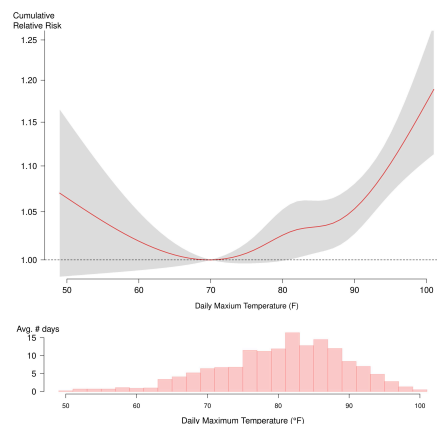 Cumulative
Relative Risk
1.25
1.20
1.15
1.10
1.05
1.00
50 60 70 80 90 100
Daily Maxium Temperature (F)
Avg. # days
15
10
5
0
50 60 70 80 90 100
Daily Maximum Temperature (°F)